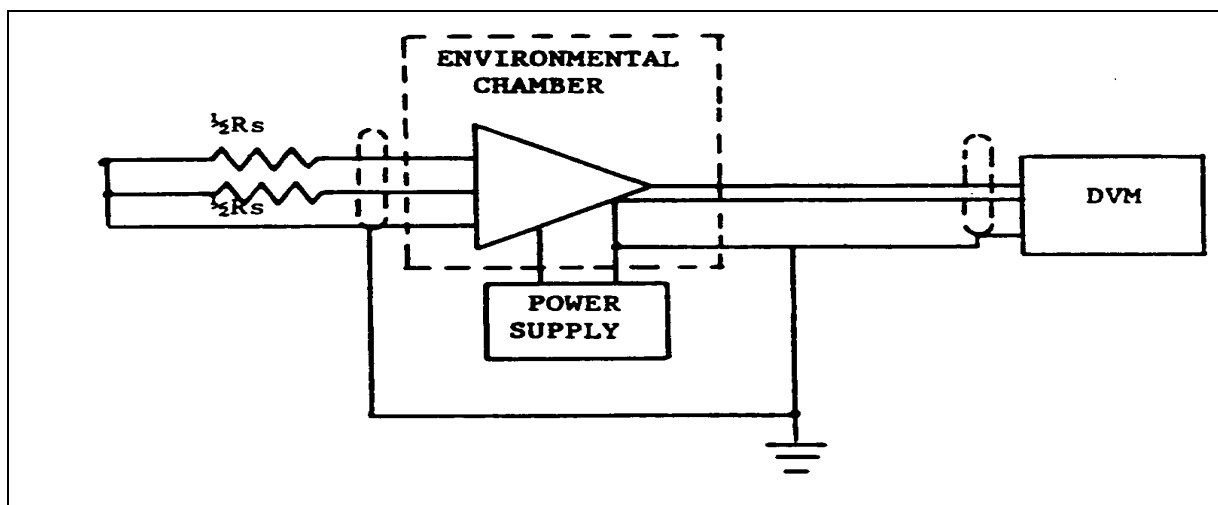 ENVIRONMENTAL
CHAMBER
½Rs
½Rs
DVM
POWER
SUPPLY